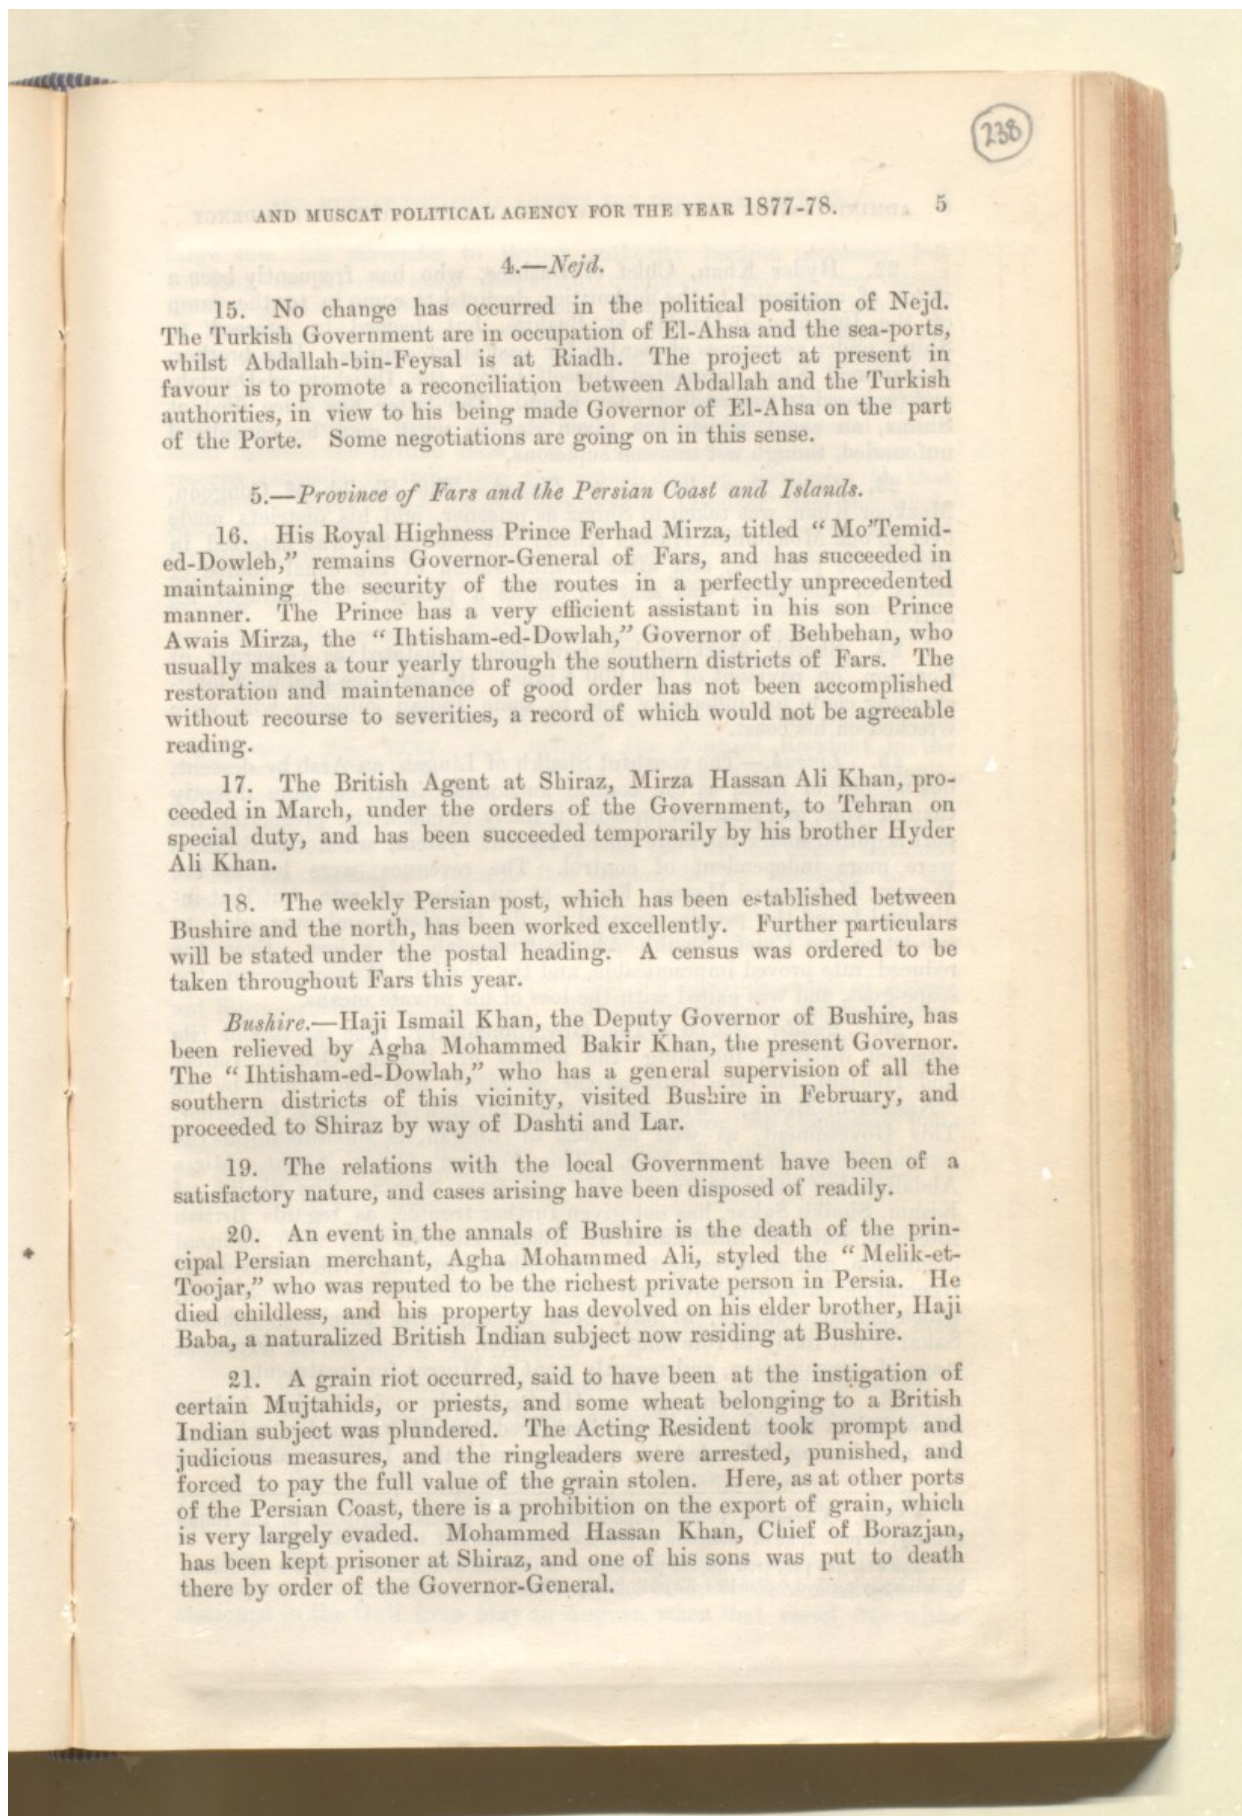 238
AND MUSCAT POLITICAL AGENCY FOR THE YEAR 1877-78. 5
4.—Nejd.
15. No change has occurred in the political position of Nejd.
The Turkish Government are in occupation of El-Ahsa and the sea-ports,
whilst Abdallah-bin-Feysal is at Riadh. The project at present in
favour is to promote a reconciliation between Abdallah and the Turkish
authorities, in view to his being made Governor of El-Ahsa on the part
of the Porte. Some negotiations are going on in this sense.
5.—Province of Fars and the Persian Coast and Islands.
16. His Royal Highness Prince Ferhad Mirza, titled “Mo’Temid-
ed-Dowleh,” remains Governor-General of Fars, and has succeeded in
maintaining the security of the routes in a perfectly unprecedented
manner. The Prince has a very efficient assistant in his son Prince
Awais Mirza, the “Ihtisham-ed-Dowlah,” Governor of Behbehan, who
usually makes a tour yearly through the southern districts of Fars. The
restoration and maintenance of good order has not been accomplished
without recourse to severities, a record of which would not be agreeable
reading.
17. The British Agent at Shiraz, Mirza Hassan Ali Khan, pro-
ceeded in March, under the orders of the Government, to Tehran on
special duty, and has been succeeded temporarily by his brother Hyder
Ali Khan.
18. The weekly Persian post, which has been established between
Bushire and the north, has been worked excellently. Further particulars
will be stated under the postal heading. A census was ordered to be
taken throughout Fars this year.
Bushire.—Haji Ismail Khan, the Deputy Governor of Bushire, has
been relieved by Agha Mohammed Bakir Khan, the present Governor.
The “Ihtisham-ed-Dowlah,” who has a general supervision of all the
southern districts of this vicinity, visited Bushire in February, and
proceeded to Shiraz by way of Dashti and Lar.
19. The relations with the local Government have been of a
satisfactory nature, and cases arising have been disposed of readily.
20. An event in the annals of Bushire is the death of the prin-
cipal Persian merchant, Agha Mohammed Ali, styled the “Melik-et-
Toojar,” who was reputed to be the richest private person in Persia. He
died childless, and his property has devolved on his elder brother, Haji
Baba, a naturalized British Indian subject now residing at Bushire.
21. A grain riot occurred, said to have been at the instigation of
certain Mujtahids, or priests, and some wheat belonging to a British
Indian subject was plundered. The Acting Resident took prompt and
judicious measures, and the ringleaders were arrested, punished, and
forced to pay the full value of the grain stolen. Here, as at other ports
of the Persian Coast, there is a prohibition on the export of grain, which
is very largely evaded. Mohammed Hassan Khan, Chief of Borazjan,
has been kept prisoner at Shiraz, and one of his sons was put to death
there by order of the Governor-General.